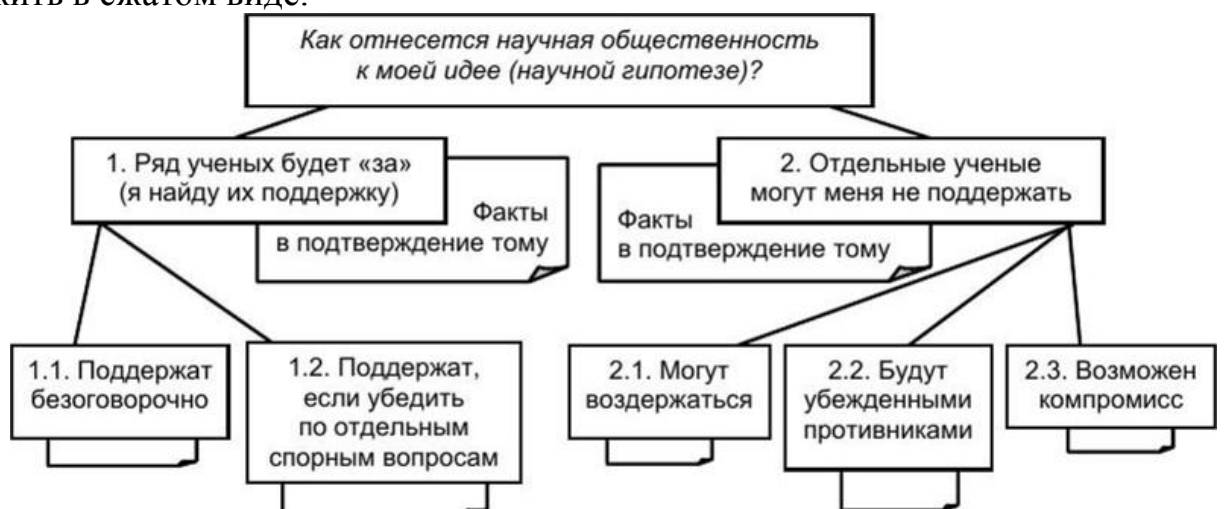 в сжатом виде.
Как отнесется научная общественность
к моей идее (научной гипотезе)?
1. Ряд ученых будет «за»
(я найду их поддержку)
Факты
в подтверждение тому
2. Отдельные ученые
могут меня не поддержать
Факты
в подтверждение тому
1.1. Поддержат
безоговорочно
1.2. Поддержат,
если убедить
по отдельным
спорным вопросам
2.1. Могут
воздержаться
2.2. Будут
убежденными
противниками
2.3. Возможен
компромисс